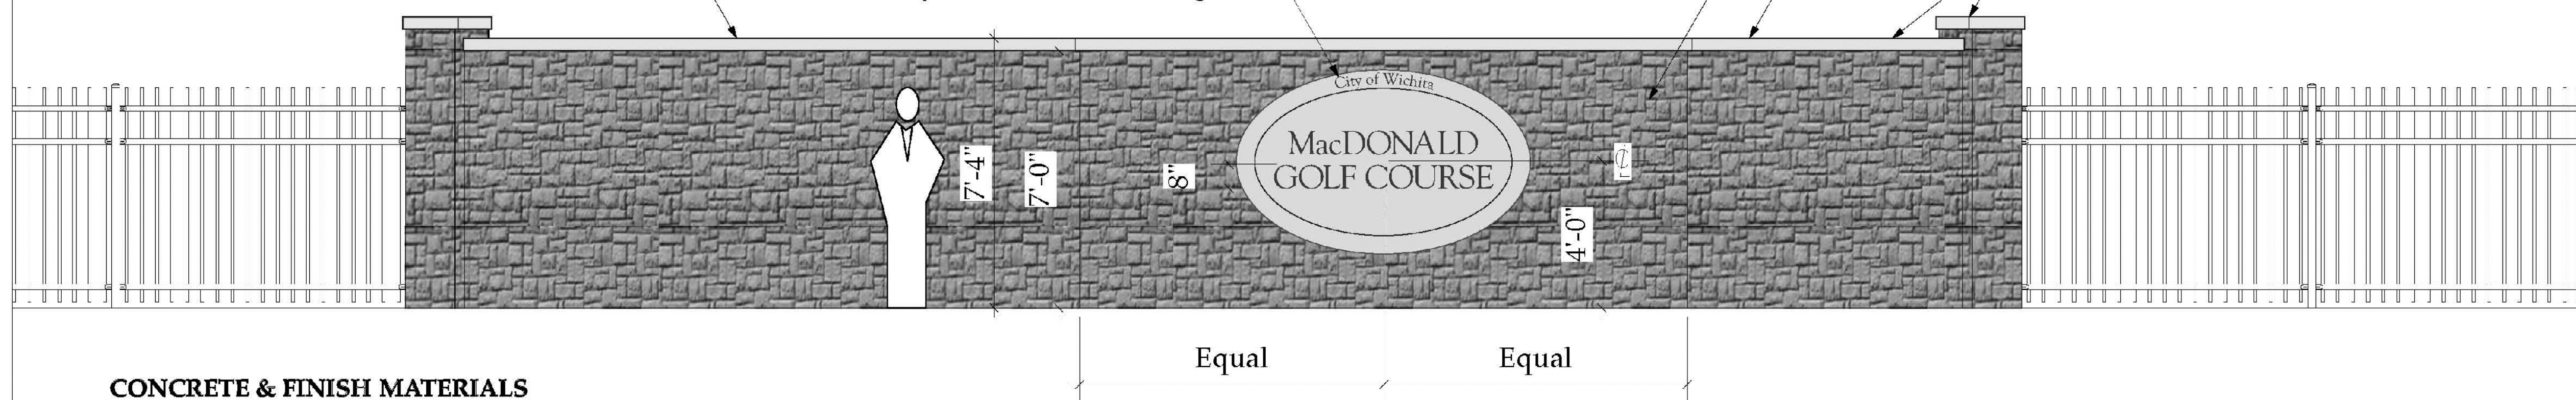 City of Wichita
MacDONALD
GOLF COURSE
7'-4"
7'-0"
8"
4'-0"
Equal
Equal
CONCRETE & FINISH MATERIALS